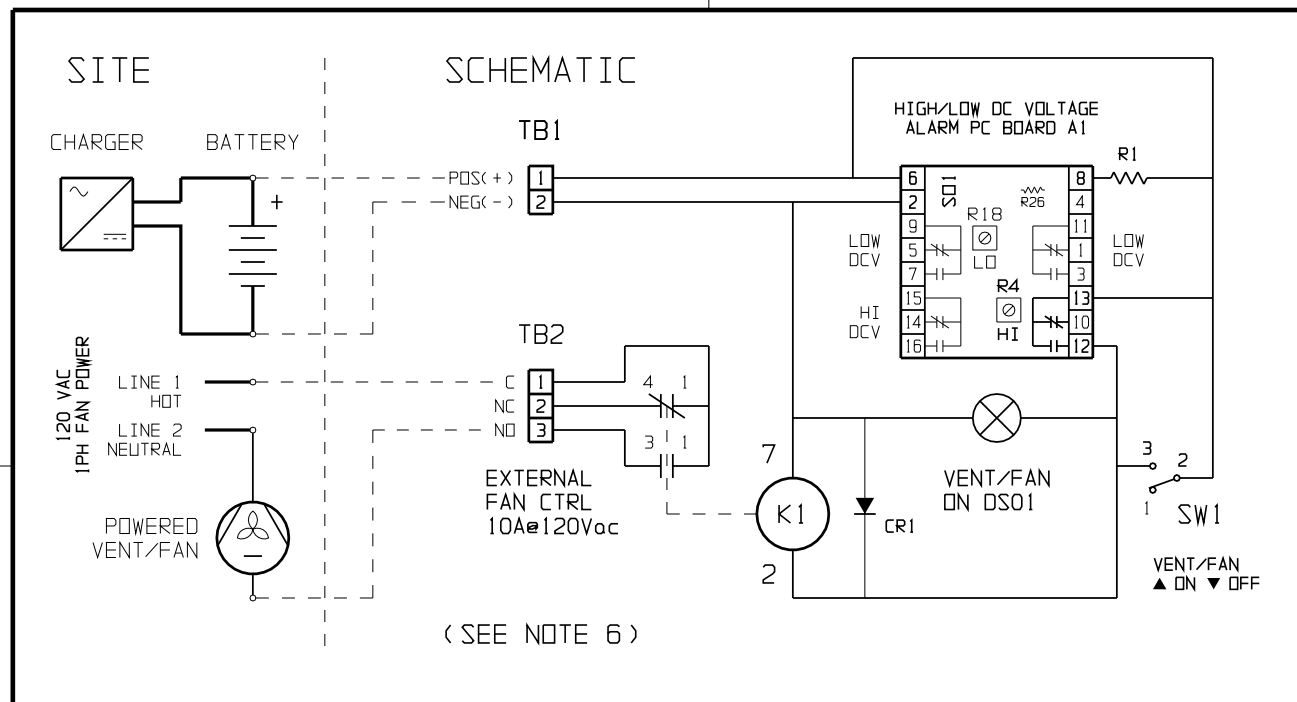 SITE
SCHEMATIC
HIGH/LOW DC VOLTAGE
ALARM PC BOARD A1
CHARGER
BATTERY
TB1
R1
POS(+)
1
NEG(-)
2
+
6
2
9
5
7
15
14
16
SO1
R26
R18
LO
R4
HI
8
4
11
1
3
13
10
12
LOW
DCV
HI
DCV
LOW
DCV
TB2
120 VAC
1PH FAN POWER
LINE 1
HOT
LINE 2
NEUTRAL
C
1
NC
2
NO
3
4
1
3
1
EXTERNAL
FAN CTRL
10A@120Vac
POWERED
VENT/FAN
7
K1
2
CR1
VENT/FAN
ON DS01
3
2
1
SW1
VENT/FAN
▲ ON ▼ OFF
(SEE NOTE 6)